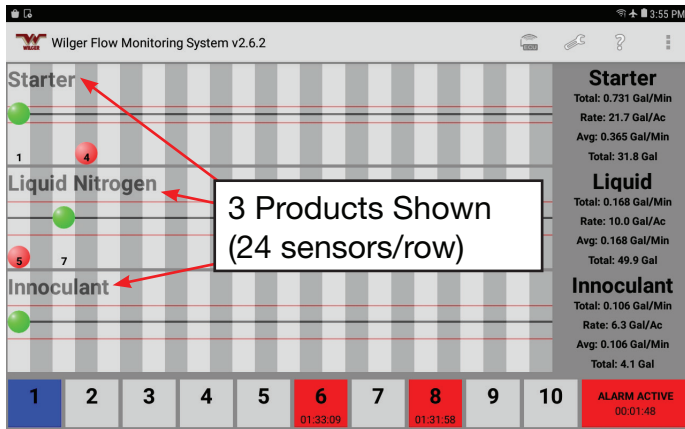 3:55 PM
WILGER Wilger Flow Monitoring System v2.6.2
ECU
Starter
1
4
Liquid Nitrogen
5
7
Innoculant
3 Products Shown
(24 sensors/row)
Starter
Total: 0.731 Gal/Min
Rate: 21.7 Gal/Ac
Avg: 0.365 Gal/Min
Total: 31.8 Gal
Liquid
Total: 0.168 Gal/Min
Rate: 10.0 Gal/Ac
Avg: 0.168 Gal/Min
Total: 49.9 Gal
Innoculant
Total: 0.106 Gal/Min
Rate: 6.3 Gal/Ac
Avg: 0.106 Gal/Min
Total: 4.1 Gal
1 2 3 4 5 6 7 8 9 10 ALARM ACTIVE
01:33:09 01:31:58 00:01:48